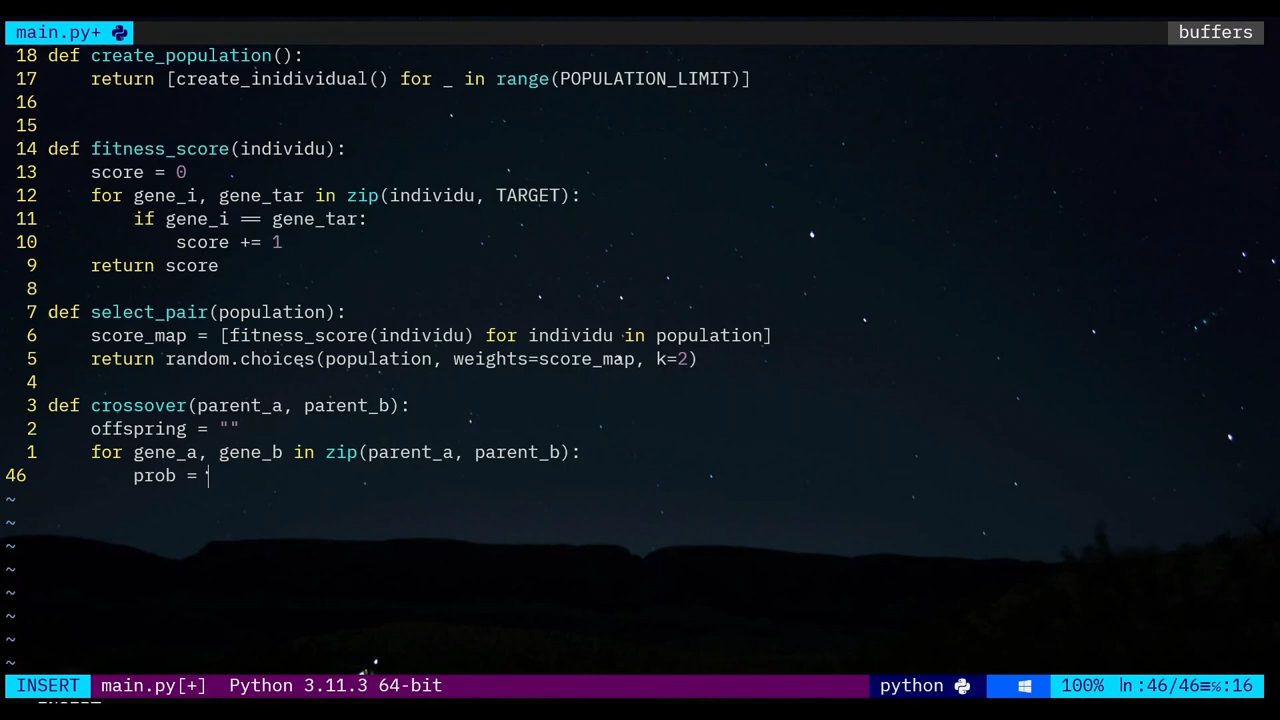 main.py+
buffers
18 def create_population():
17 return [create_inidividual() for _ in range(POPULATION_LIMIT)]
16
15
14 def fitness_score(individu):
13 score = 0
12 for gene_i, gene_tar in zip(individu, TARGET):
11 if gene_i == gene_tar:
10 score += 1
9 return score
8
7 def select_pair(population):
6 score_map = [fitness_score(individu) for individu in population]
5 return random.choices(population, weights=score_map, k=2)
4
3 def crossover(parent_a, parent_b):
2 offspring = ""
1 for gene_a, gene_b in zip(parent_a, parent_b):
46 prob =
~
~
~
~
~
~
~
~
INSERT main.py[+] Python 3.11.3 64-bit python 100% ln:46/46≡℅:16